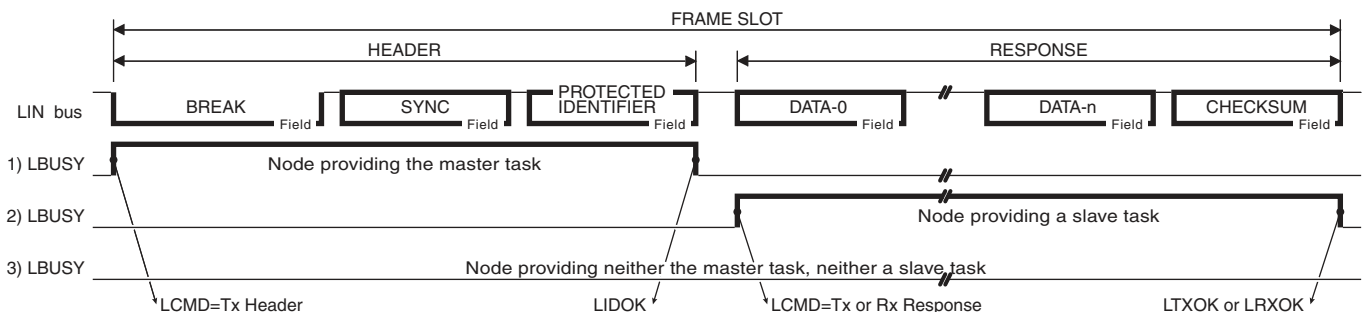 FRAME SLOT
HEADER
RESPONSE
LIN bus
BREAK
Field
SYNC
Field
PROTECTED
IDENTIFIER
Field
DATA-0
Field
DATA-n
Field
CHECKSUM
Field
1) LBUSY
Node providing the master task
2) LBUSY
Node providing a slave task
3) LBUSY
Node providing neither the master task, neither a slave task
LCMD=Tx Header
LIDOK
LCMD=Tx or Rx Response
LTXOK or LRXOK